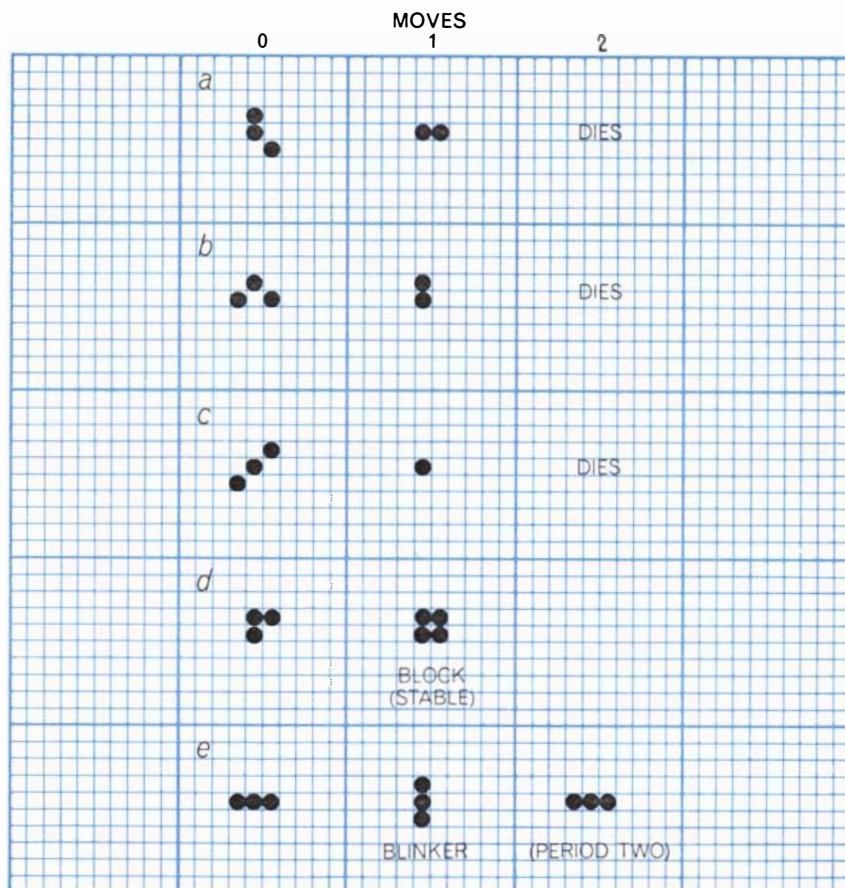 MOVES
0 1 2
a
DIES
b
DIES
c
DIES
d
BLOCK
(STABLE)
e
BLINKER (PERIOD TWO)